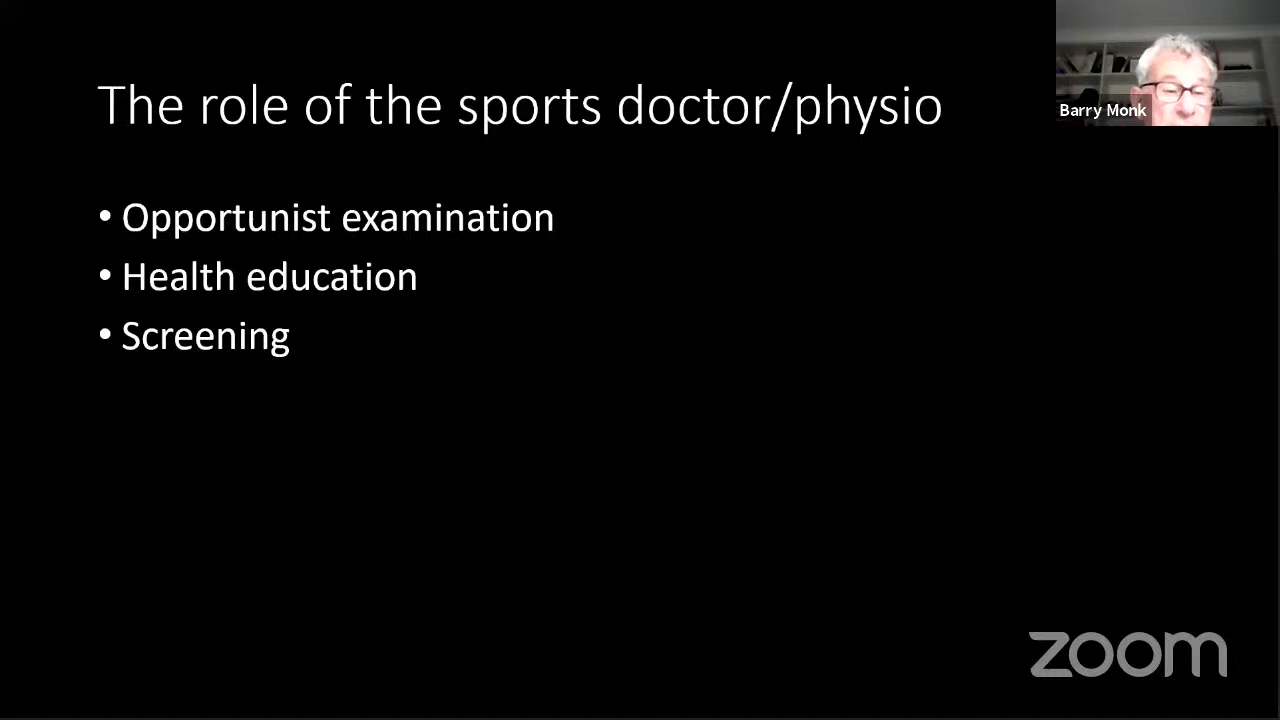 The role of the sports doctor/physio
Barry Monk
• Opportunist examination
• Health education
• Screening
zoom